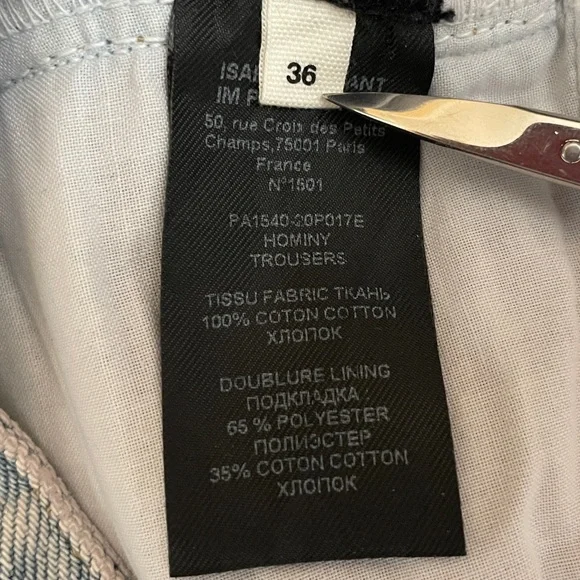 36
IM
50, rue Croix des Petits
Champs,75001 Paris
France
N°1501
PA1540-20P017E
HOMINY
TROUSERS
TISSU FABRIC ТКАНЬ
100% COTON COTTON
ХЛОПОК
DOUBLURE LINING
ПОДКЛАДКА :
65 % POLYESTER
ПОЛИЭСТЕР
35% COTON COTTON
ХЛОПОК